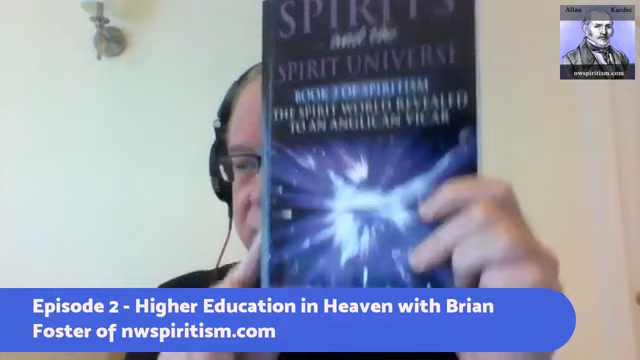 SPIRITS
and the
SPIRIT UNIVERSE
BOOK 2 OF SPIRITISM
THE SPIRIT WORLD REVEALED
TO AN ANGLICAN VICAR
Allan Kardec
nwspiritism.com
Episode 2 - Higher Education in Heaven with Brian
Foster of nwspiritism.com